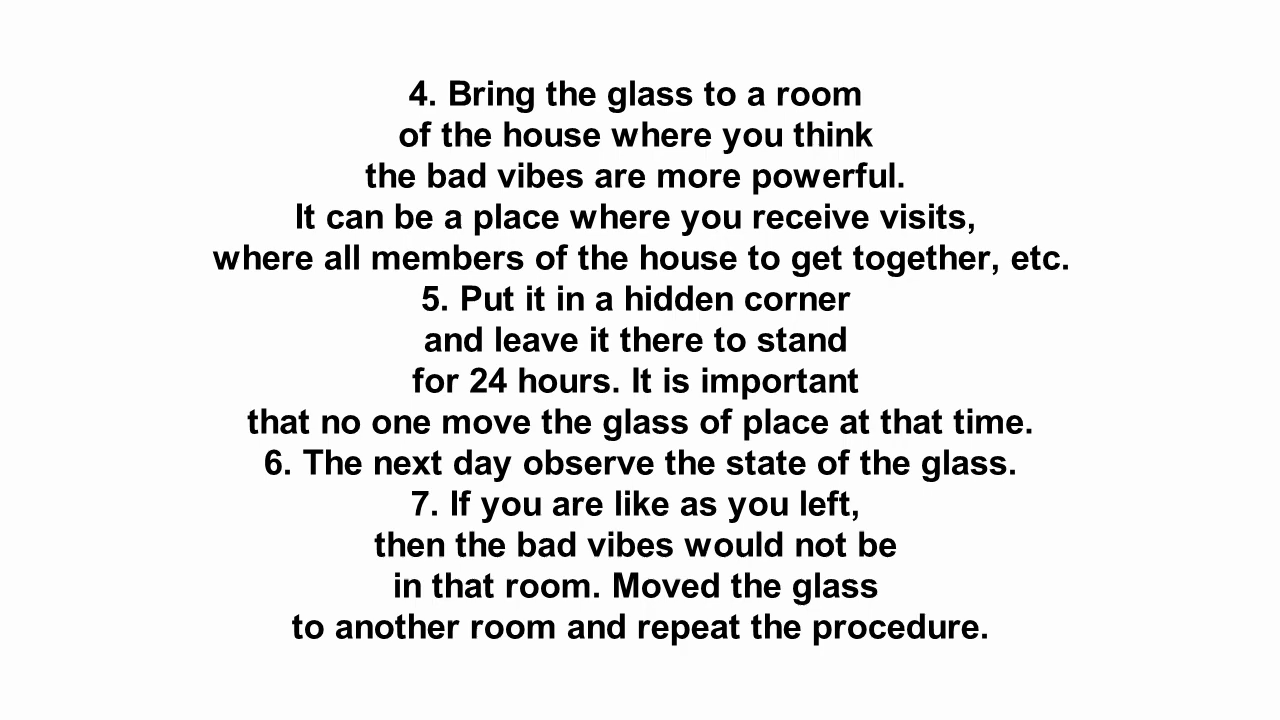 4. Bring the glass to a room
of the house where you think
the bad vibes are more powerful.
It can be a place where you receive visits,
where all members of the house to get together, etc.
5. Put it in a hidden corner
and leave it there to stand
for 24 hours. It is important
that no one move the glass of place at that time.
6. The next day observe the state of the glass.
7. If you are like as you left,
then the bad vibes would not be
in that room. Moved the glass
to another room and repeat the procedure.